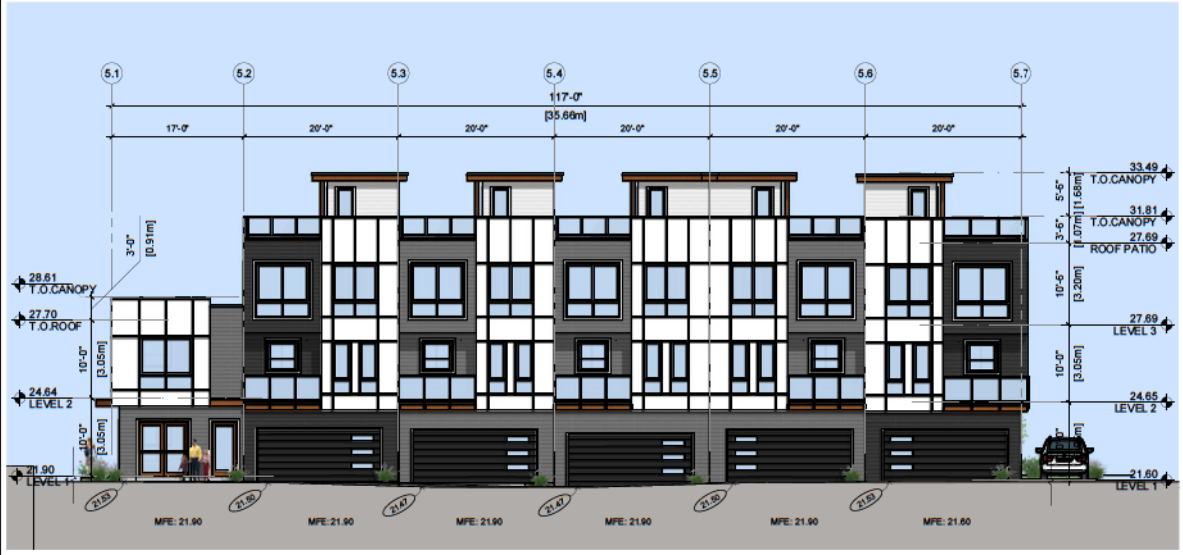 5.1 5.2 5.3 5.4 5.5 5.6 5.7
117'-0"
[35.66m]
17'-0" 20'-0" 20'-0" 20'-0" 20'-0" 20'-0"
3'-0"
[0.91m]
28.61
T.O.CANOPY
27.70
T.O.ROOF
10'-0"
[3.05m]
24.64
LEVEL 2
10'-0"
[3.05m]
21.90
LEVEL 1
33.49
T.O.CANOPY
5'-6"
[1.68m]
31.81
T.O.CANOPY
3'-6"
[1.07m]
27.69
ROOF PATIO
10'-6"
[3.20m]
27.69
LEVEL 3
10'-0"
[3.05m]
24.65
LEVEL 2
21.60
LEVEL 1
21.53 21.50 21.47 21.47 21.50 21.53
MFE: 21.90 MFE: 21.90 MFE: 21.90 MFE: 21.90 MFE: 21.90 MFE: 21.60